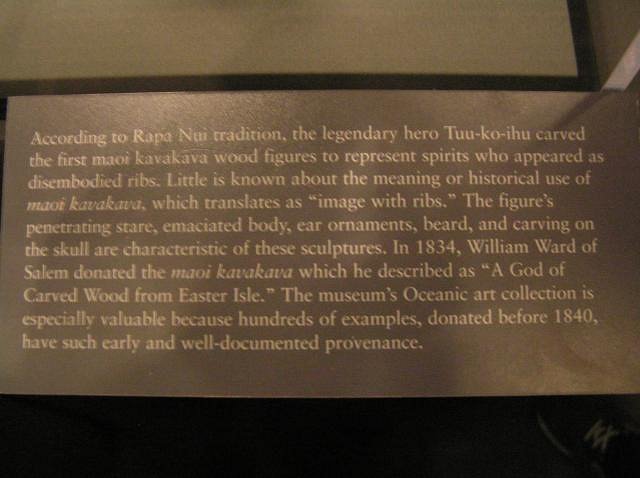 According to Rapa Nui tradition, the legendary hero Tuu-ko-ihu carved
the first maoi kavakava wood figures to represent spirits who appeared as
disembodied ribs. Little is known about the meaning or historical use of
maoi kavakava, which translates as “image with ribs.” The figure’s
penetrating stare, emaciated body, ear ornaments, beard, and carving on
the skull are characteristic of these sculptures. In 1834, William Ward of
Salem donated the maoi kavakava which he described as “A God of
Carved Wood from Easter Isle.” The museum’s Oceanic art collection is
especially valuable because hundreds of examples, donated before 1840,
have such early and well-documented provenance.